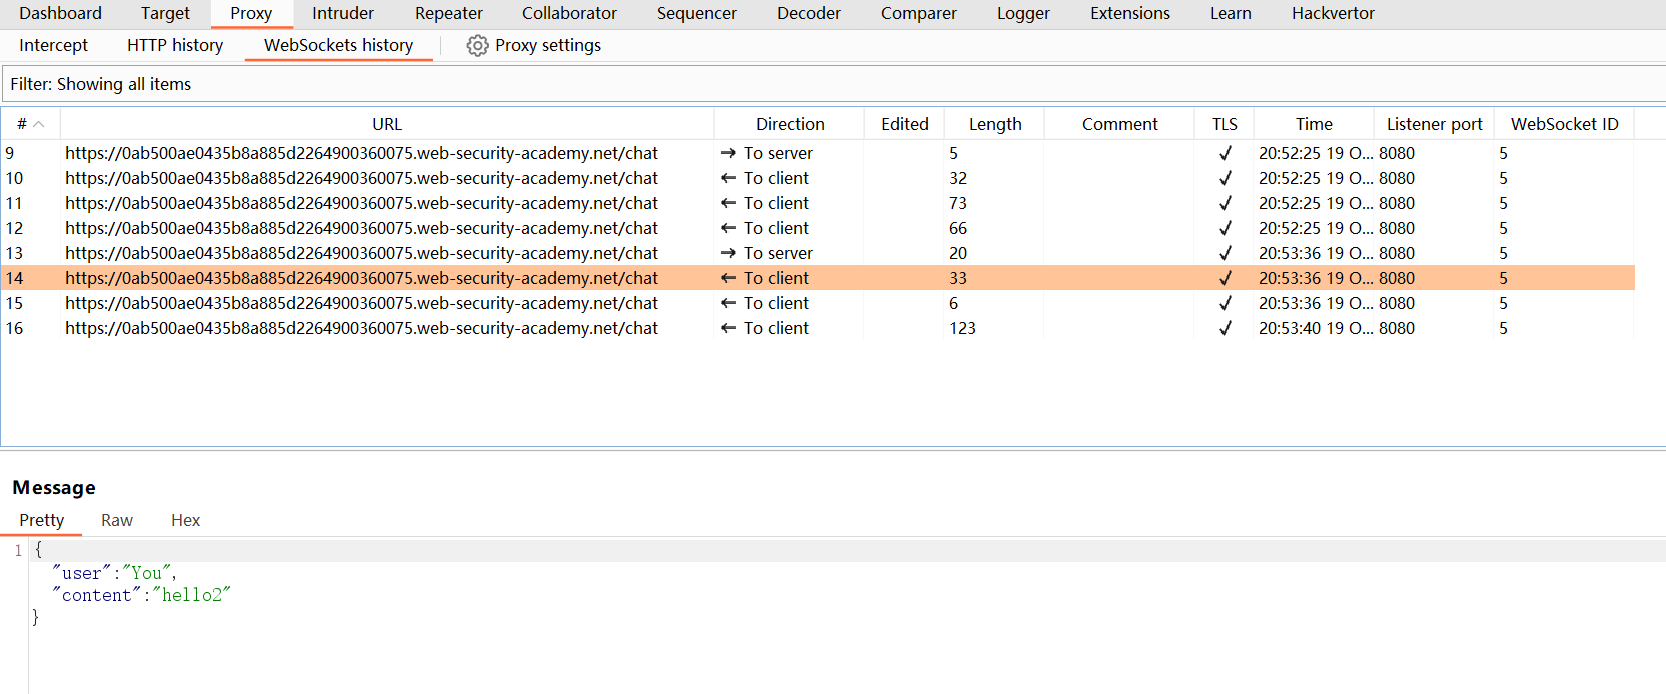 Dashboard Target Proxy Intruder Repeater Collaborator Sequencer Decoder Comparer Logger Extensions Learn Hackvertor
Intercept HTTP history WebSockets history Proxy settings
Filter: Showing all items
# URL Direction Edited Length Comment TLS Time Listener port WebSocket ID
9 https://0ab500ae0435b8a885d2264900360075.web-security-academy.net/chat → To server 5 ✓ 20:52:25 19 O... 8080 5
10 https://0ab500ae0435b8a885d2264900360075.web-security-academy.net/chat ← To client 32 ✓ 20:52:25 19 O... 8080 5
11 https://0ab500ae0435b8a885d2264900360075.web-security-academy.net/chat ← To client 73 ✓ 20:52:25 19 O... 8080 5
12 https://0ab500ae0435b8a885d2264900360075.web-security-academy.net/chat ← To client 66 ✓ 20:52:25 19 O... 8080 5
13 https://0ab500ae0435b8a885d2264900360075.web-security-academy.net/chat → To server 20 ✓ 20:53:36 19 O... 8080 5
14 https://0ab500ae0435b8a885d2264900360075.web-security-academy.net/chat ← To client 33 ✓ 20:53:36 19 O... 8080 5
15 https://0ab500ae0435b8a885d2264900360075.web-security-academy.net/chat ← To client 6 ✓ 20:53:36 19 O... 8080 5
16 https://0ab500ae0435b8a885d2264900360075.web-security-academy.net/chat ← To client 123 ✓ 20:53:40 19 O... 8080 5
Message
Pretty Raw Hex
1 {
"user":"You",
"content":"hello2"
}